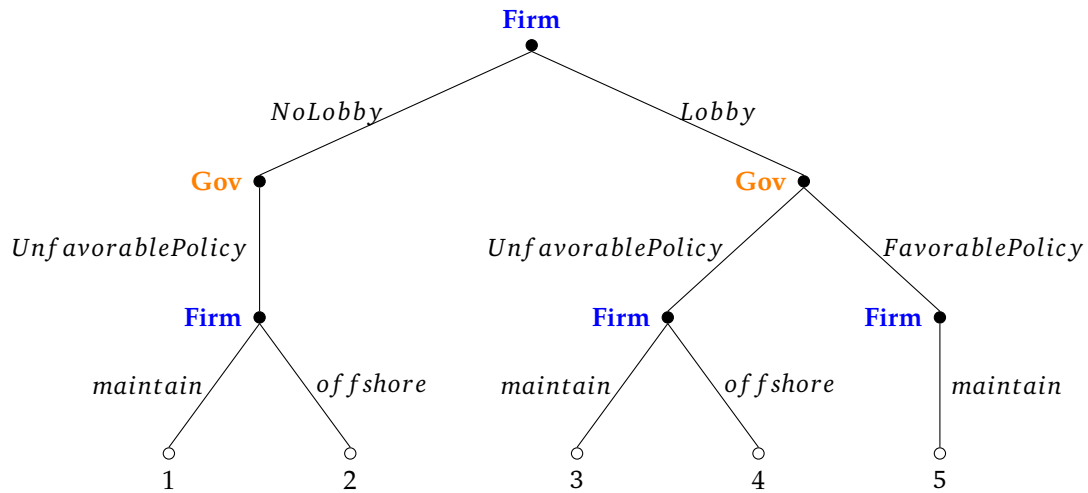 Firm
NoLobby
Lobby
Gov
Gov
UnfavorablePolicy
UnfavorablePolicy
FavorablePolicy
Firm
Firm
Firm
maintain
offshore
maintain
offshore
maintain
1
2
3
4
5